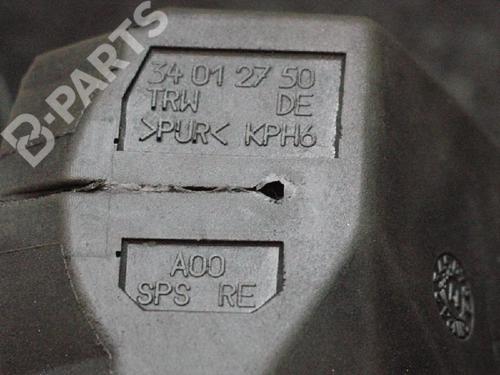 B-PARTS
34 01 27 50
TRW DE
>PUR< KPH6
A00
SPS RE